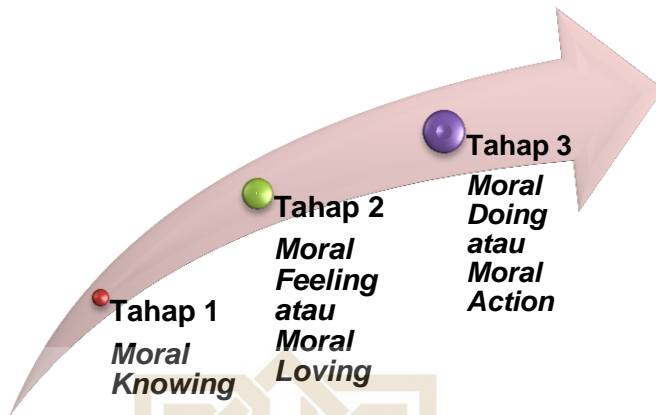 Tahap 1
Moral
Knowing
Tahap 2
Moral
Feeling
atau
Moral
Loving
Tahap 3
Moral
Doing
atau
Moral
Action